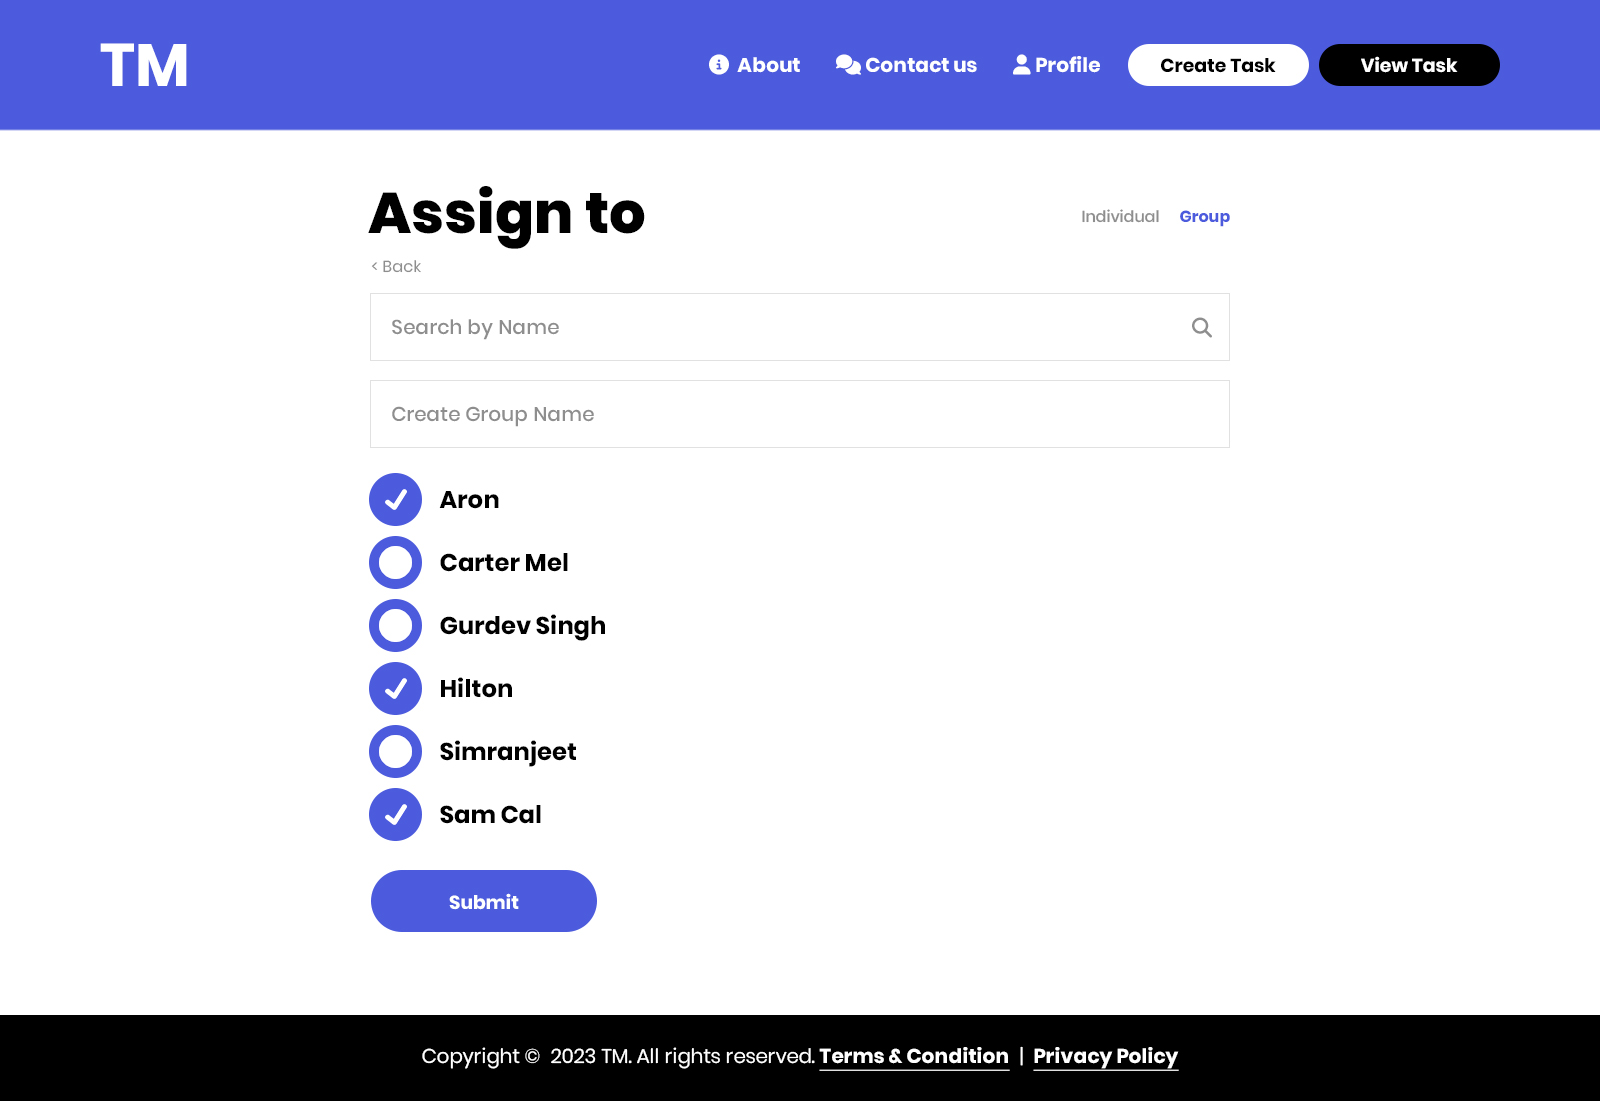 TM
About Contact us Profile Create Task View Task
Assign to
Individual Group
< Back
Search by Name
Create Group Name
Aron
Carter Mel
Gurdev Singh
Hilton
Simranjeet
Sam Cal
Submit
Copyright © 2023 TM. All rights reserved. Terms & Condition | Privacy Policy